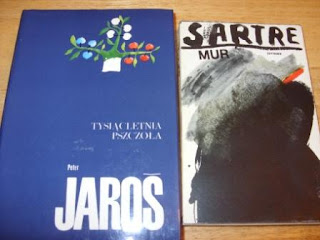 TYSIĄCLETNIA
PSZCZOŁA
Peter
JAROŠ
SARTRE
MUR